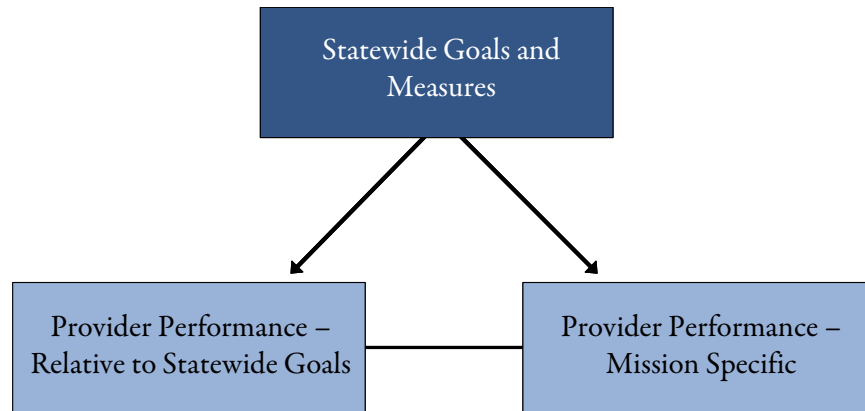 Statewide Goals and
Measures
Provider Performance –
Relative to Statewide Goals
Provider Performance –
Mission Specific